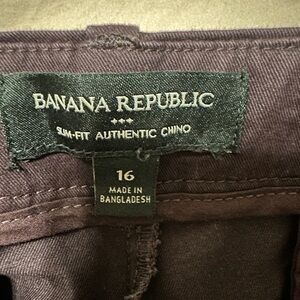 BANANA REPUBLIC
SLIM-FIT AUTHENTIC CHINO
16
MADE IN
BANGLADESH